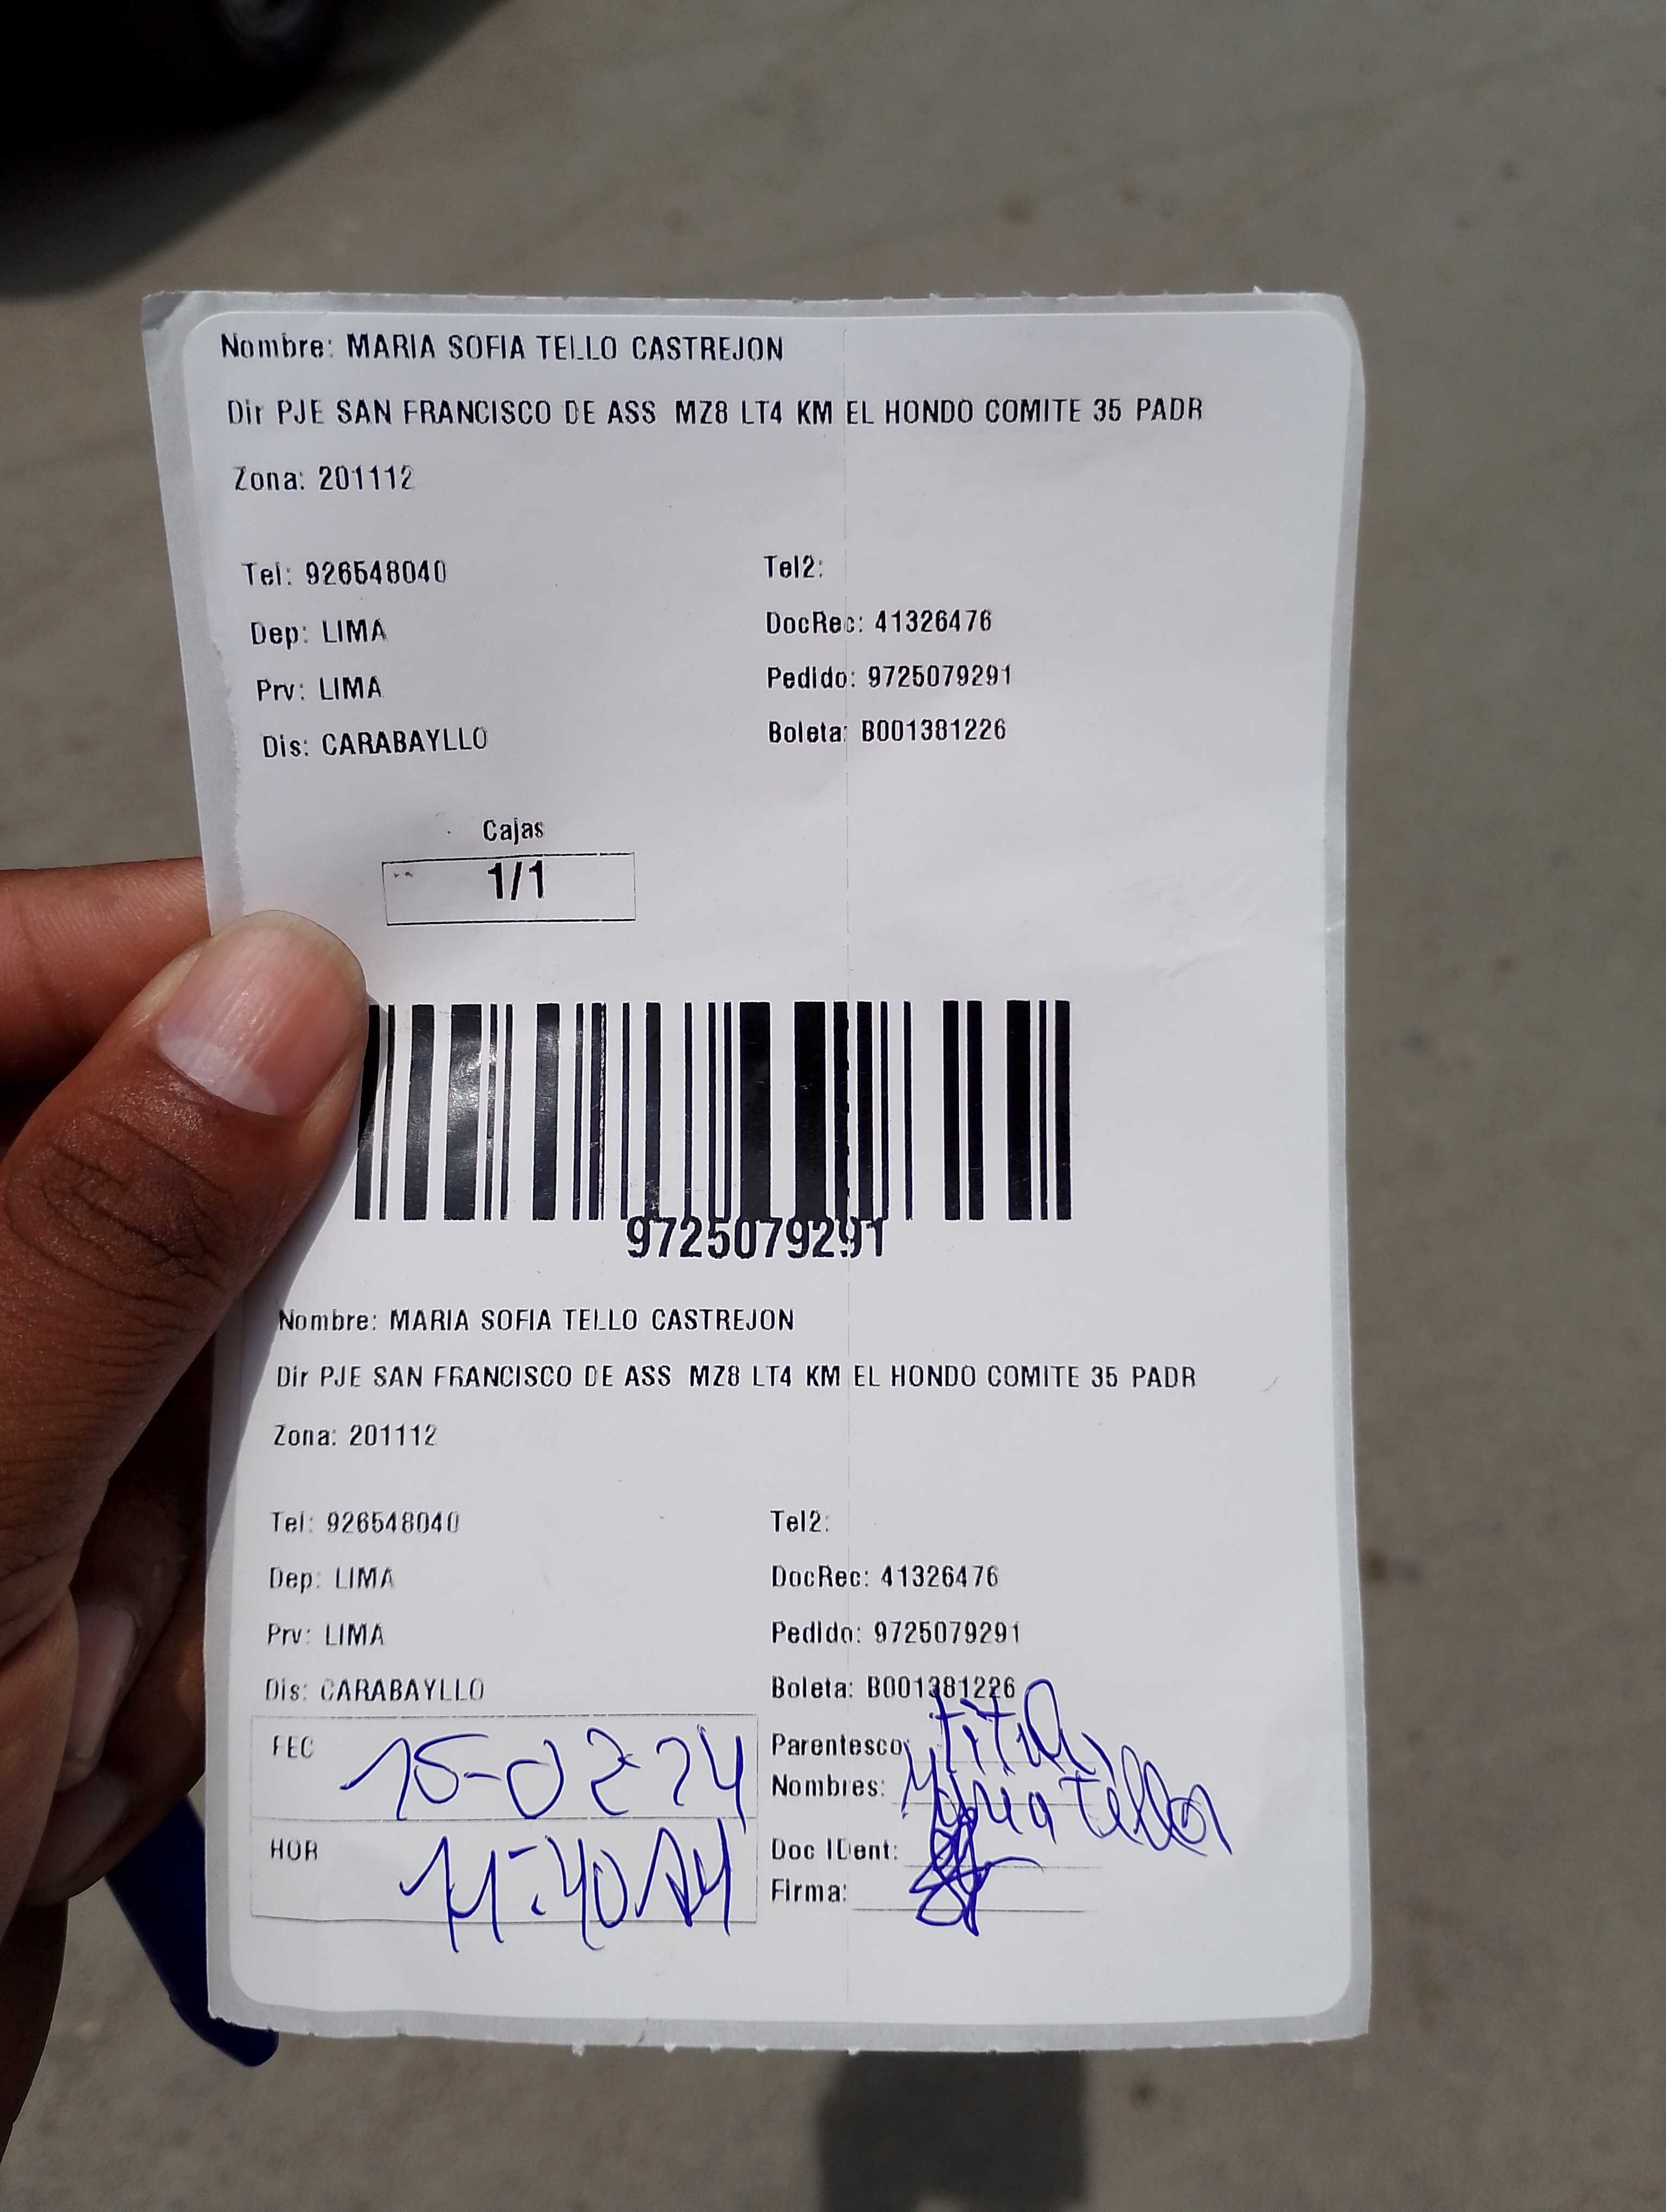 Nombre: MARIA SOFIA TELLO CASTREJON
Dir PJE SAN FRANCISCO DE ASS MZ8 LT4 KM EL HONDO COMITE 35 PADR
Zona: 201112
Tel: 926548040 Tel2:
Dep: LIMA DocRec: 41326476
Prv: LIMA Pedido: 9725079291
Dis: CARABAYLLO Boleta: B001381226
Cajas
1/1
9725079291
Nombre: MARIA SOFIA TELLO CASTREJON
Dir PJE SAN FRANCISCO DE ASS MZ8 LT4 KM EL HONDO COMITE 35 PADR
Zona: 201112
Tel: 926548040 Tel2:
Dep: LIMA DocRec: 41326476
Prv: LIMA Pedido: 9725079291
Dis: CARABAYLLO Boleta: B001381226
FEC 15-02-24 Parentesco:
Nombres: Maria Tello
HOR 11:40 AM Doc IDent:
Firma: